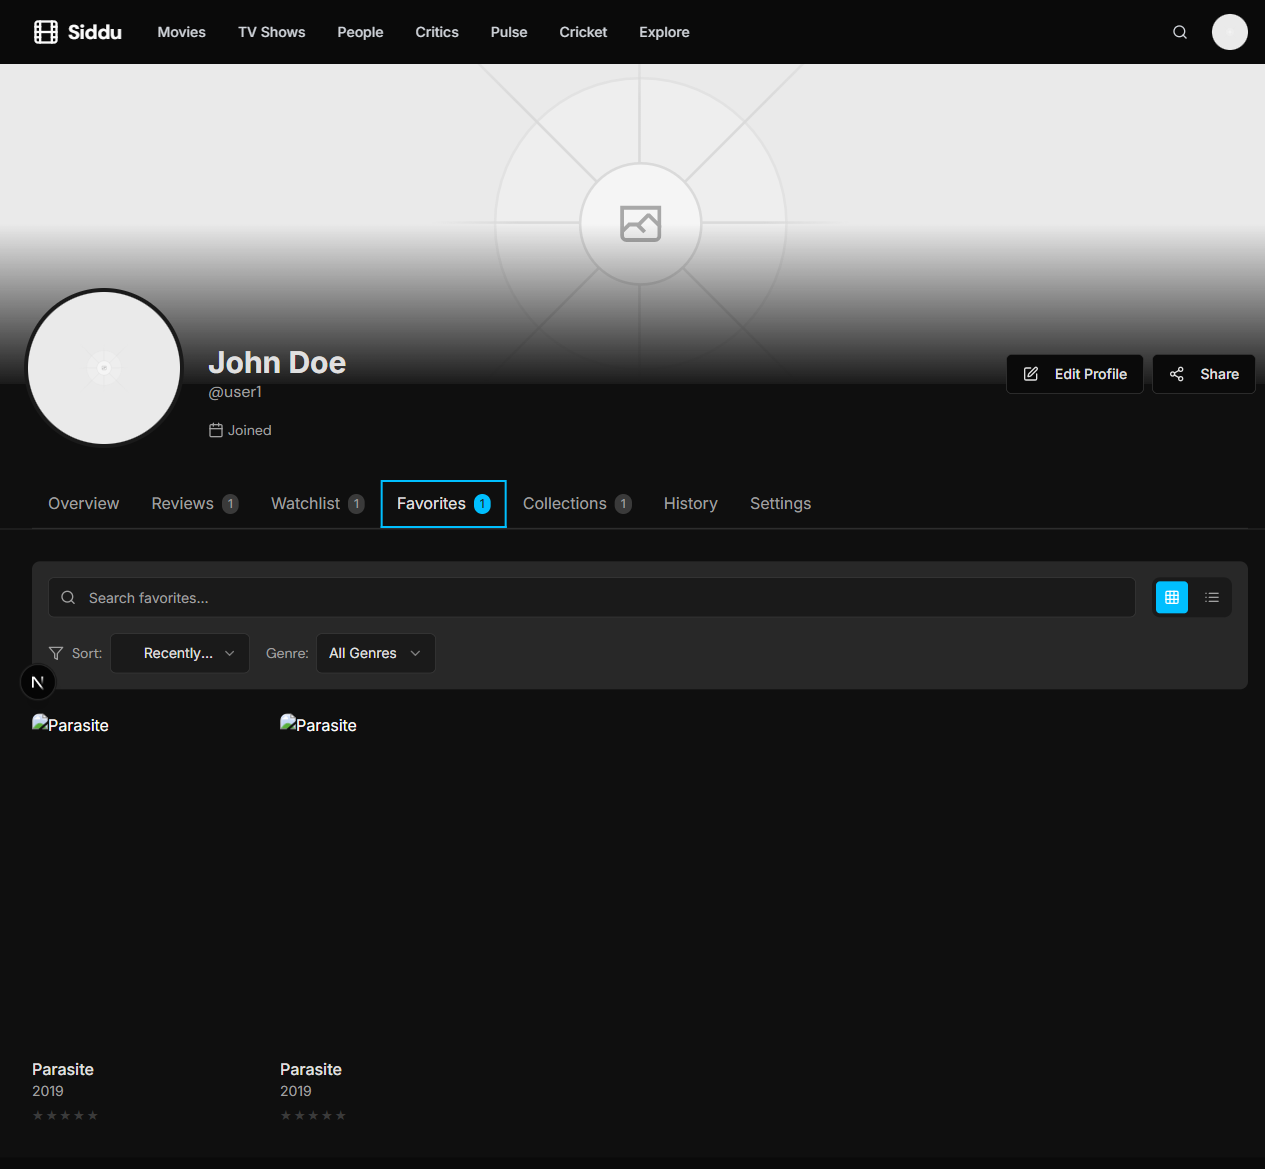 Siddu Movies TV Shows People Critics Pulse Cricket Explore
John Doe
@user1
Joined
Edit Profile Share
Overview Reviews 1 Watchlist 1 Favorites 1 Collections 1 History Settings
Search favorites...
Sort: Recently... Genre: All Genres
N
Parasite Parasite
Parasite Parasite
2019 2019